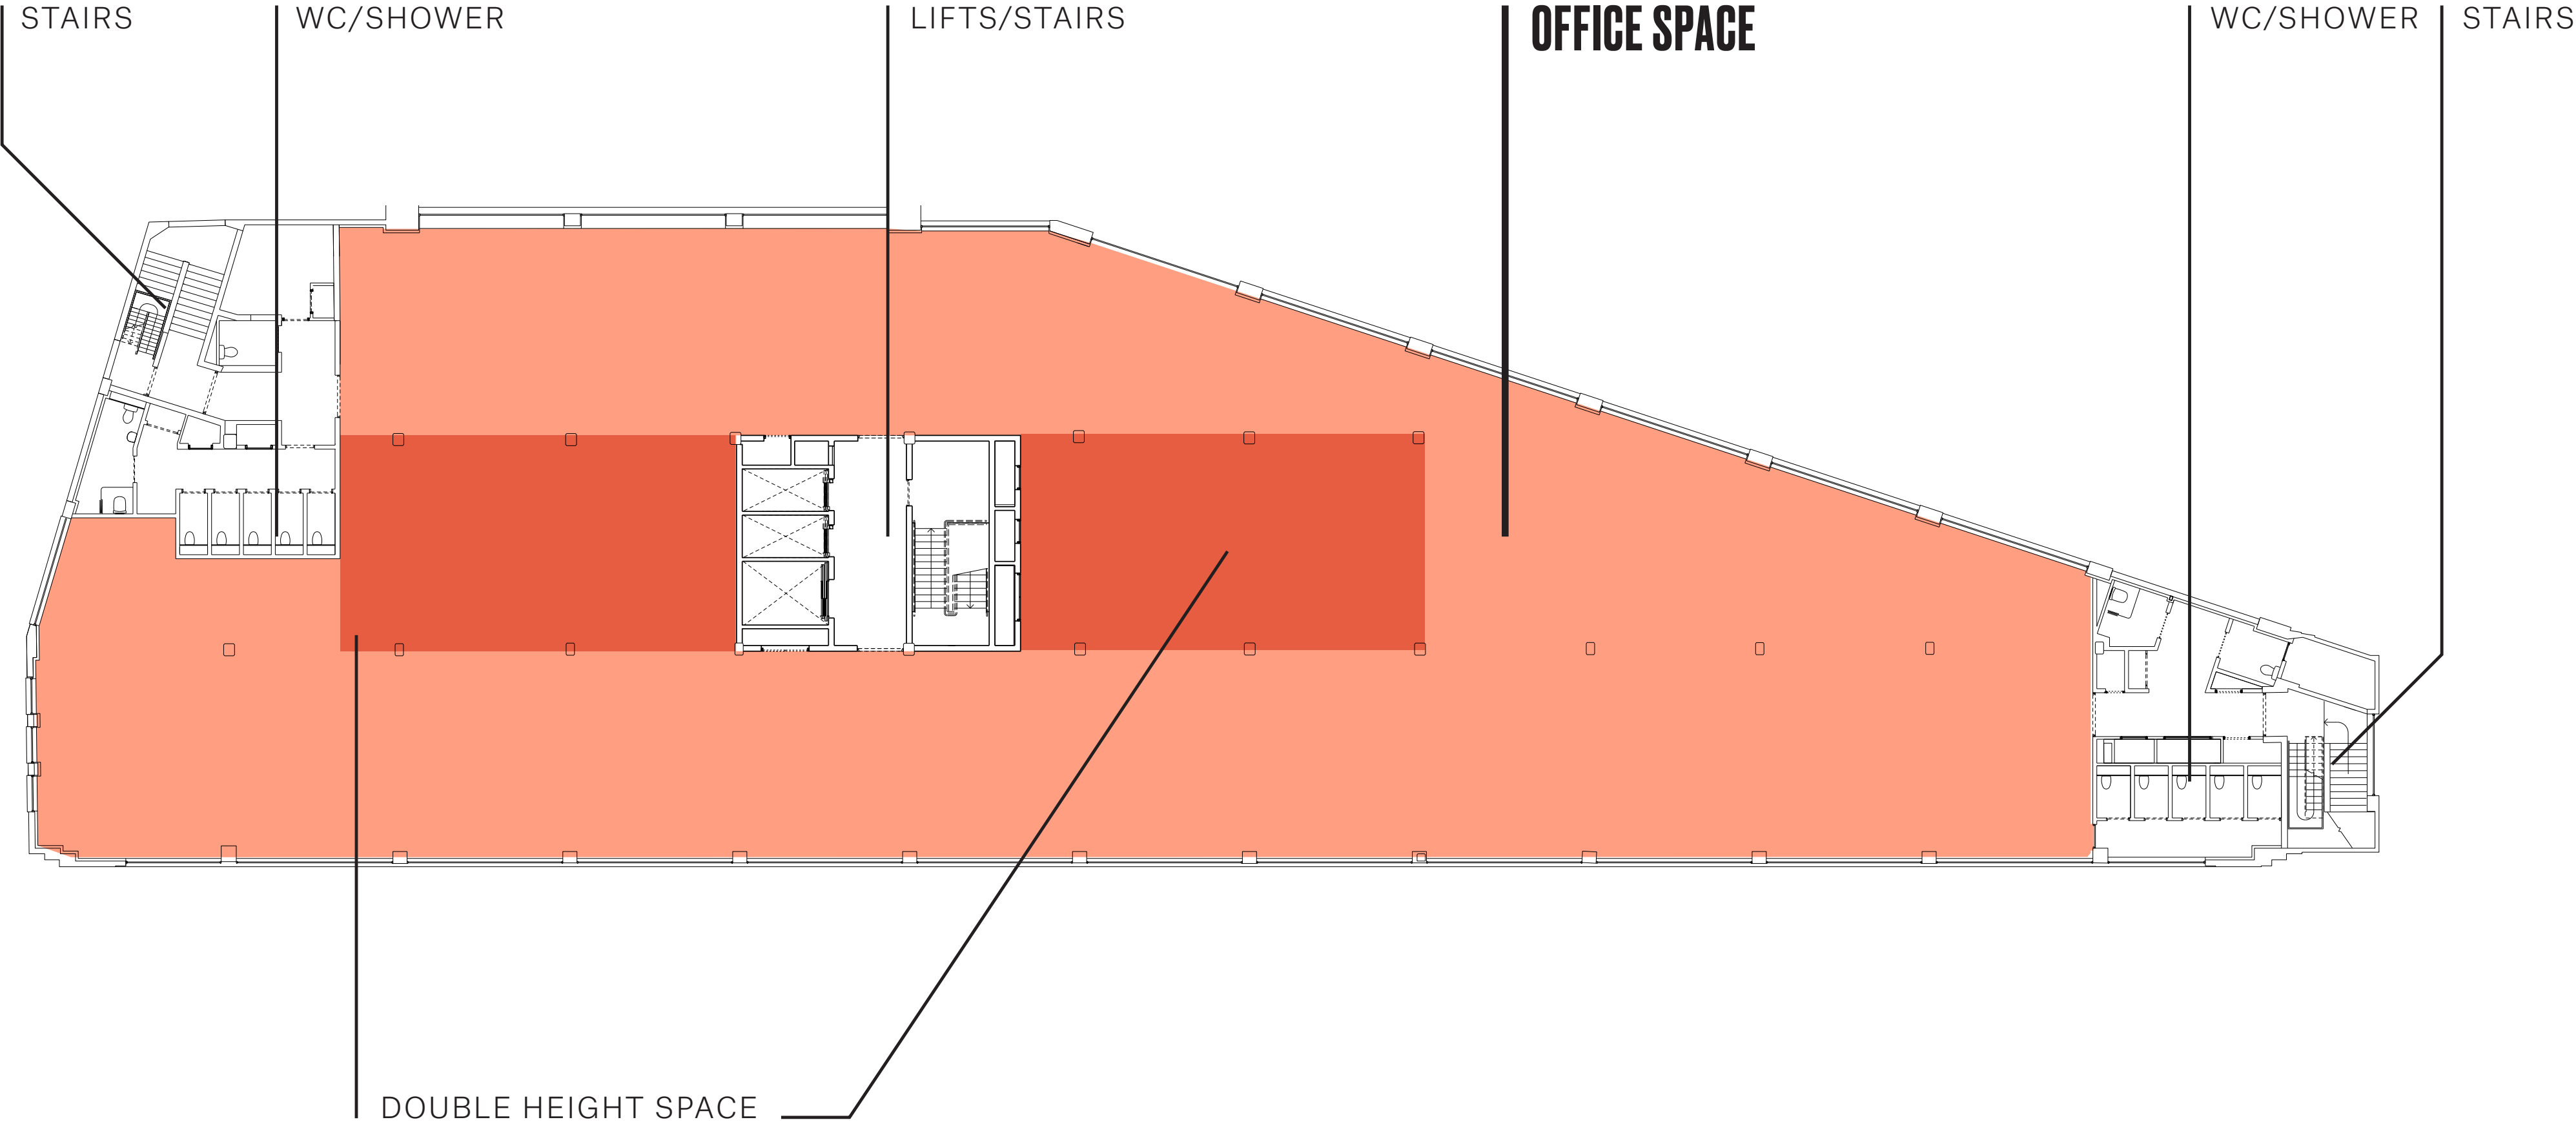 STAIRS
WC/SHOWER
LIFTS/STAIRS
OFFICE SPACE
WC/SHOWER
STAIRS
DOUBLE HEIGHT SPACE